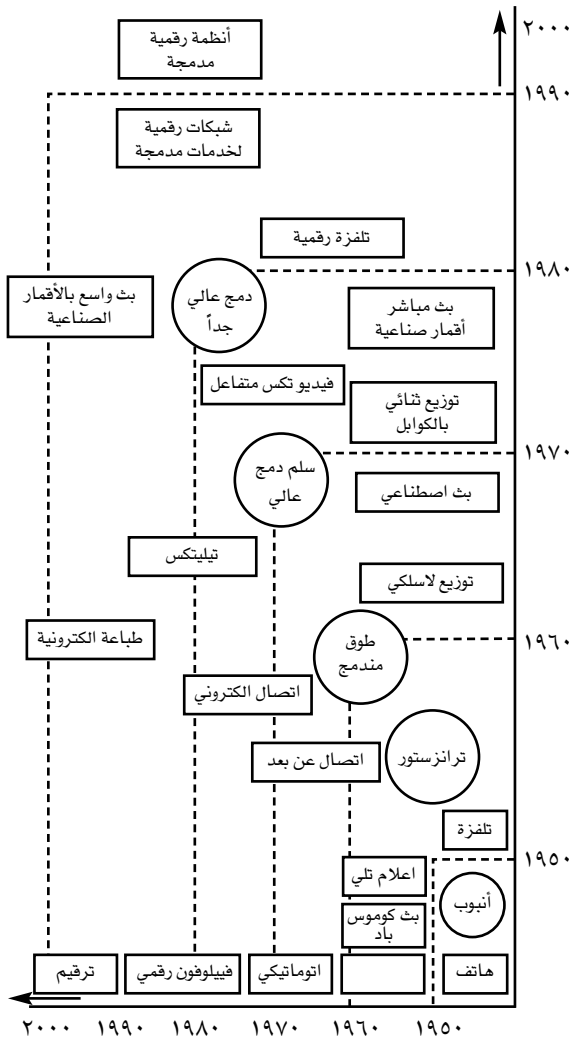 ٢٠٠٠
أنظمة رقمية
مدمجة
١٩٩٠
شبكات رقمية
لخدمات مدمجة
تلفزة رقمية
١٩٨٠
بث مباشر
أقمار صناعية
دمج عالي
جداً
بث واسع بالأقمار
الصناعية
فيديو تكس متفاعل
توزيع ثنائي
بالكوابل
١٩٧٠
سلم دمج
عالي
بث اصطناعي
تيليتكس
توزيع لاسلكي
١٩٦٠
طوق
مندمج
طباعة الكترونية
اتصال الكتروني
ترانزستور
اتصال عن بعد
تلفزة
١٩٥٠
اعلام تلي
أنبوب
بث كوموس
باد
هاتف
اتوماتيكي
فييلوفون رقمي
ترقيم
١٩٥٠
١٩٦٠
١٩٧٠
١٩٨٠
١٩٩٠
٢٠٠٠